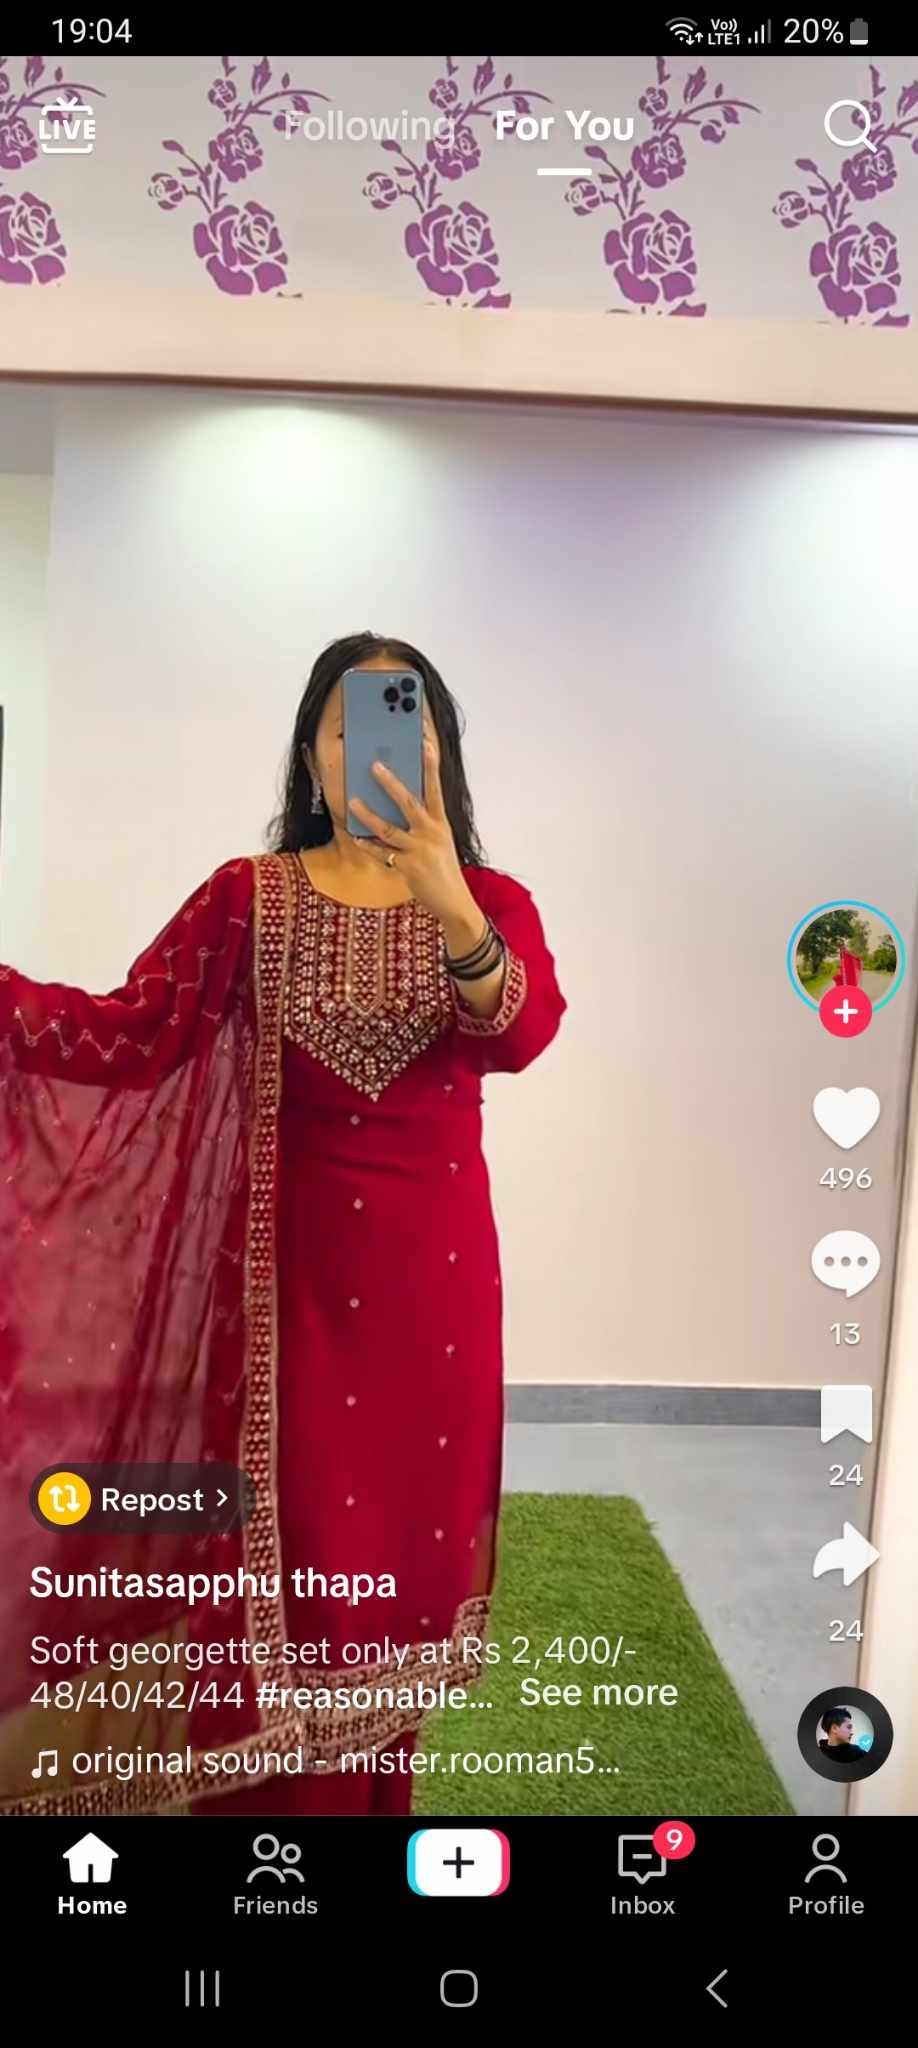 19:04
Vo))
LTE1
20%
LIVE
Following
For You
496
13
24
24
Repost >
Sunitasapphu thapa
Soft georgette set only at Rs 2,400/-
48/40/42/44 #reasonable... See more
original sound - mister.rooman5...
9
Home
Friends
Inbox
Profile